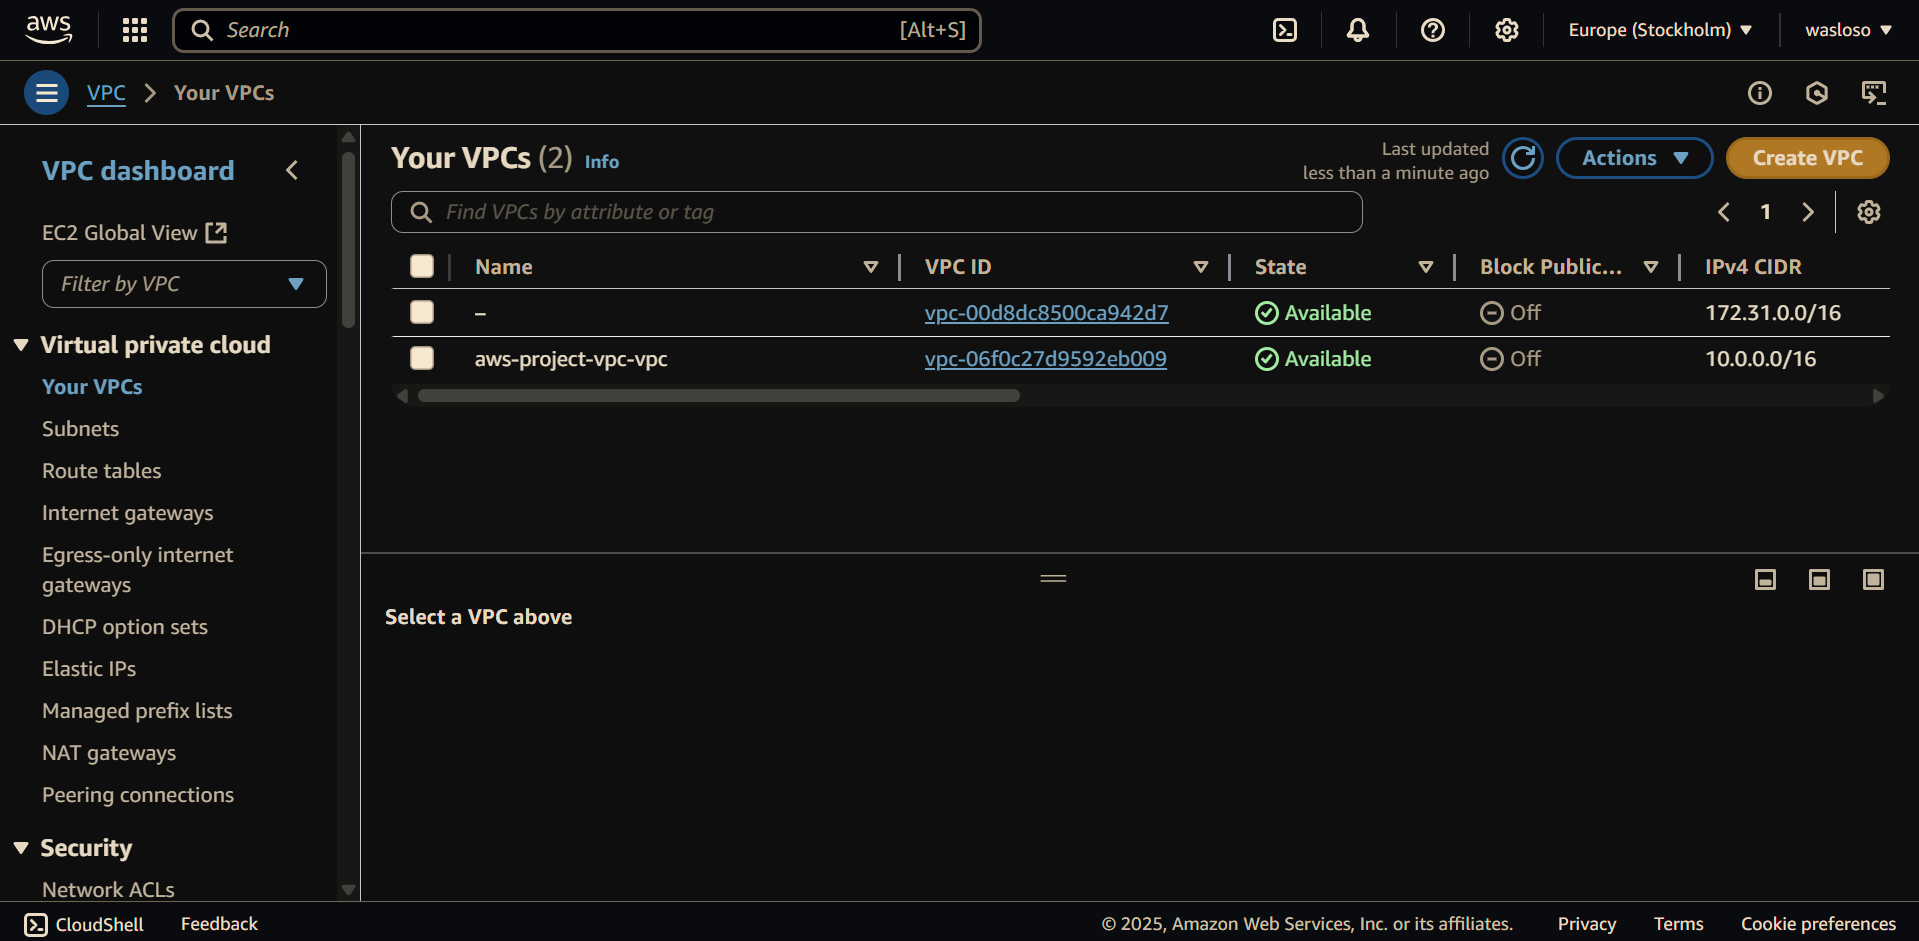 aws
Search [Alt+S]
Europe (Stockholm)
wasloso
VPC
Your VPCs
VPC dashboard
EC2 Global View
Filter by VPC
Virtual private cloud
Your VPCs
Subnets
Route tables
Internet gateways
Egress-only internet
gateways
DHCP option sets
Elastic IPs
Managed prefix lists
NAT gateways
Peering connections
Security
Network ACLs
Your VPCs (2) Info
Last updated
less than a minute ago
Actions
Create VPC
Find VPCs by attribute or tag
1
Name VPC ID State Block Public... IPv4 CIDR
– vpc-00d8dc8500ca942d7 Available Off 172.31.0.0/16
aws-project-vpc-vpc vpc-06f0c27d9592eb009 Available Off 10.0.0.0/16
Select a VPC above
CloudShell Feedback © 2025, Amazon Web Services, Inc. or its affiliates. Privacy Terms Cookie preferences